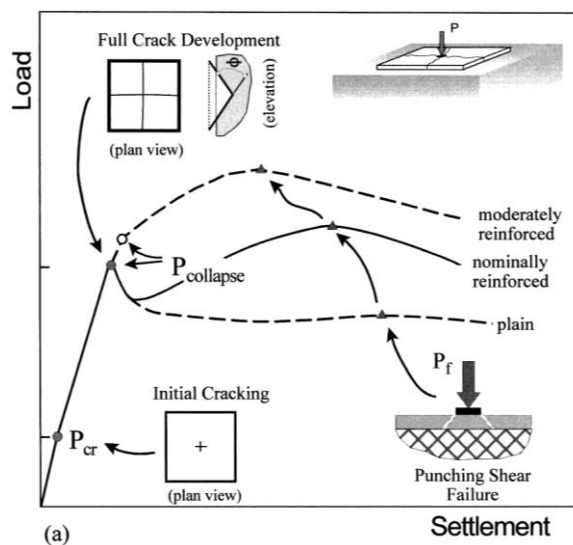 Load
Full Crack Development
(plan view)
ϕ
(elevation)
P
moderately
reinforced
nominally
reinforced
plain
P_collapse
P_f
Initial Cracking
P_cr
+
(plan view)
Punching Shear
Failure
(a)
Settlement